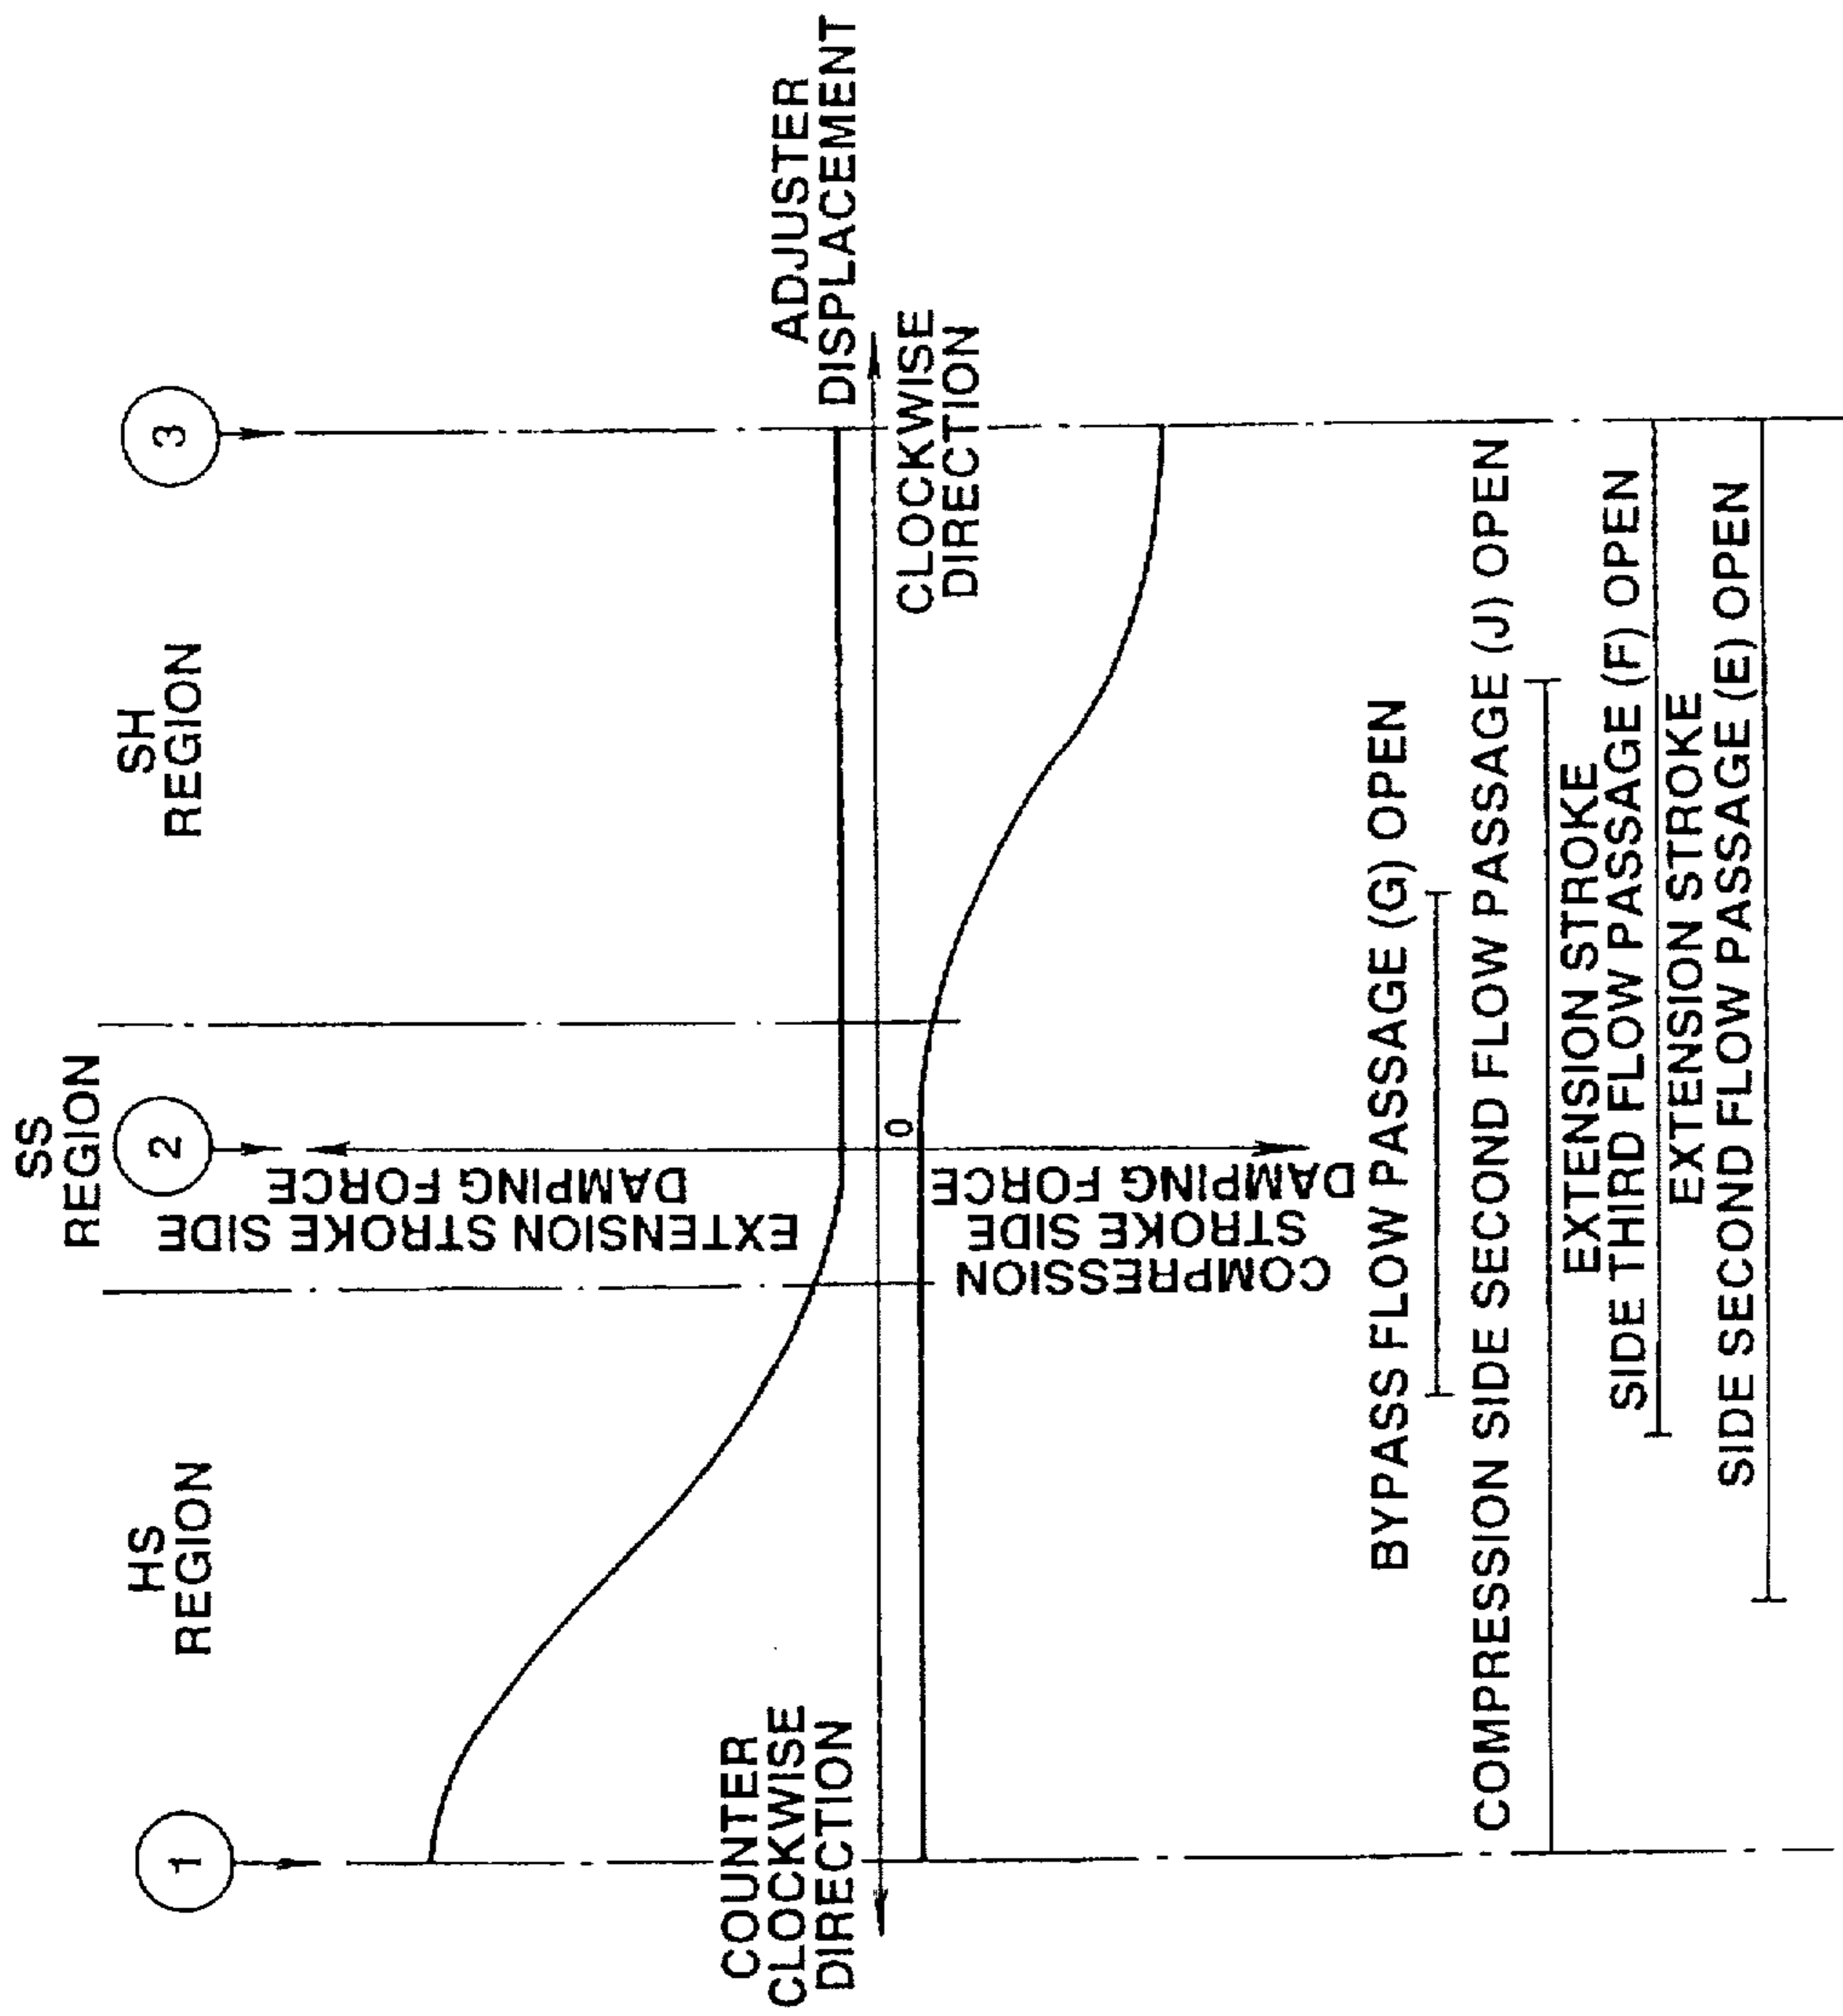 SS
REGION
HS
REGION
SH
REGION
1
2
3
EXTENSION STROKE SIDE
DAMPING FORCE
COUNTER
CLOCKWISE
DIRECTION
ADJUSTER
DISPLACEMENT
0
CLOCKWISE
DIRECTION
COMPRESSION
STROKE SIDE
DAMPING FORCE
BYPASS FLOW PASSAGE (G) OPEN
COMPRESSION SIDE SECOND FLOW PASSAGE (J) OPEN
EXTENSION STROKE
SIDE THIRD FLOW PASSAGE (F) OPEN
EXTENSION STROKE
SIDE SECOND FLOW PASSAGE (E) OPEN